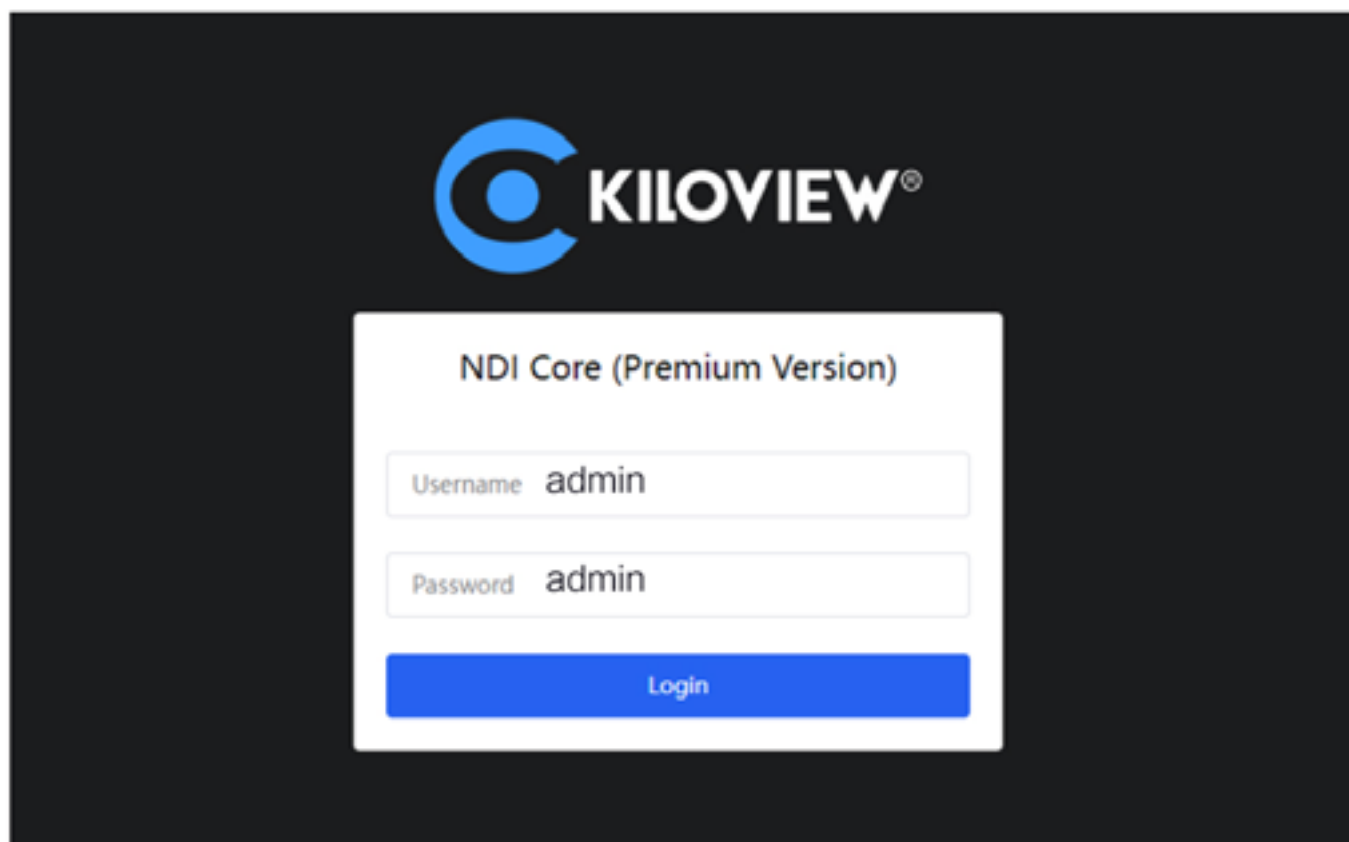 KILOVIEW®
NDI Core (Premium Version)
Username admin
Password admin
Login